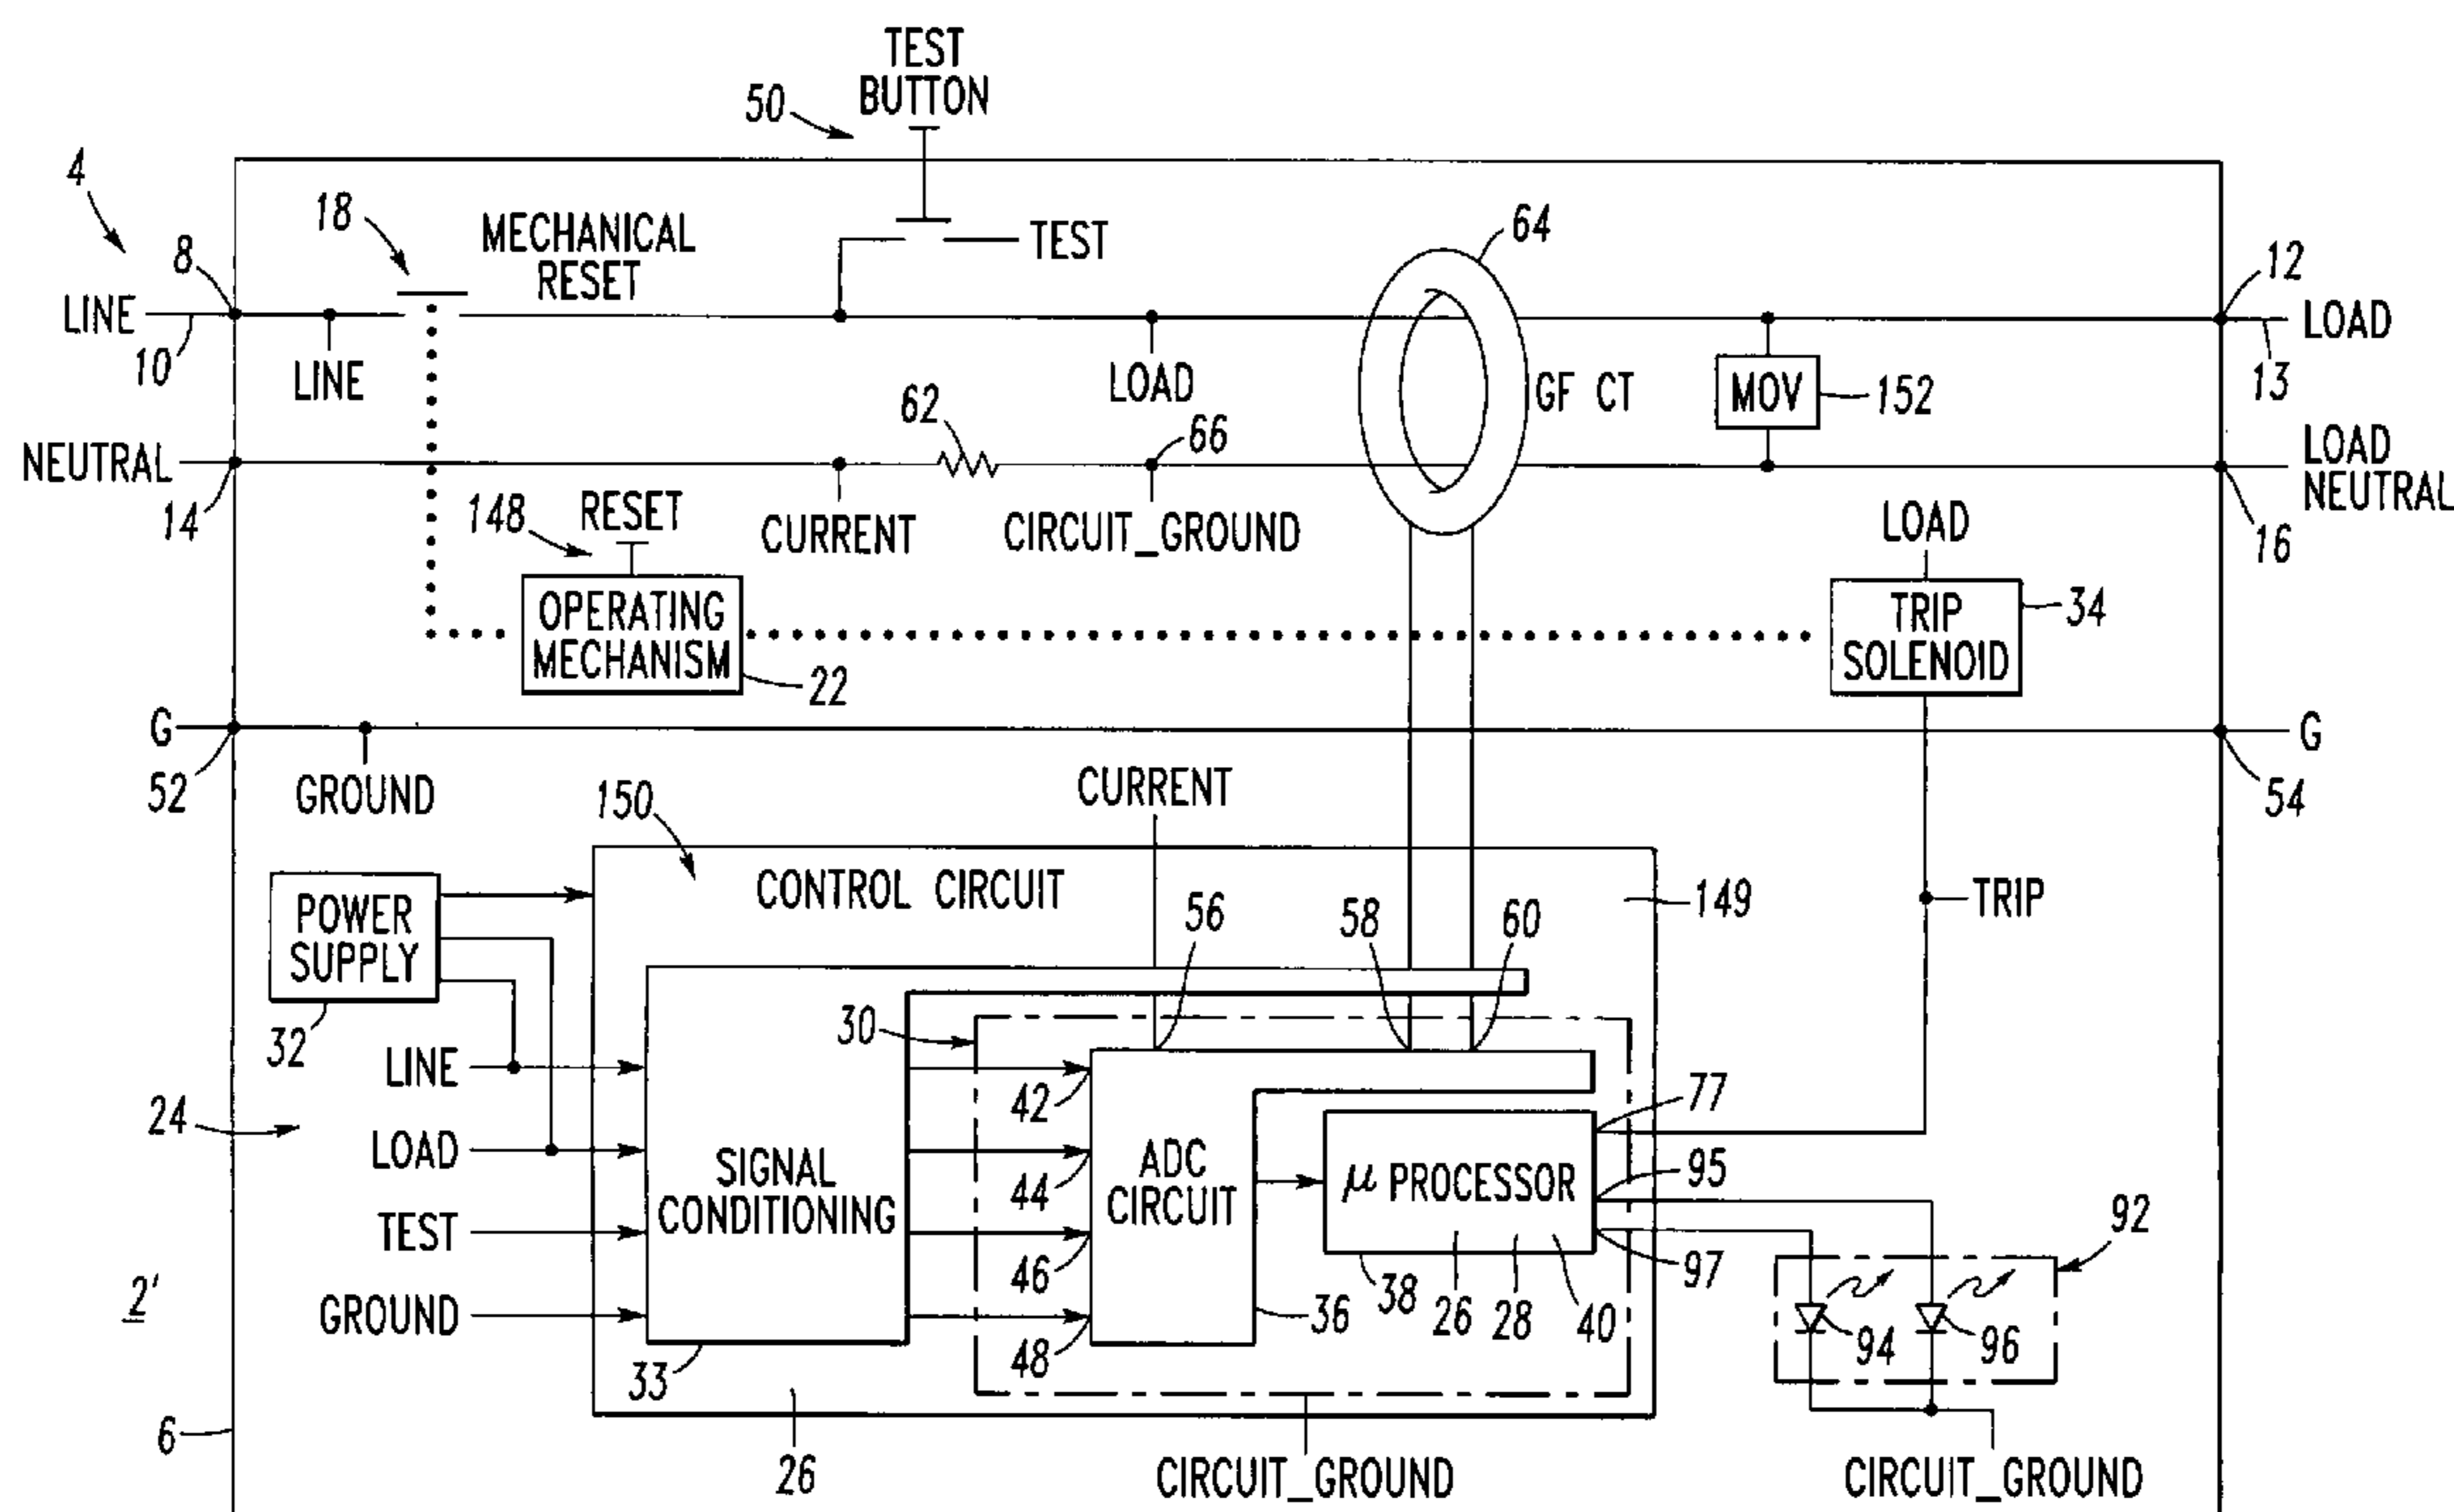 TEST
BUTTON
50
4
18
MECHANICAL
RESET
TEST
64
8
12
LINE
LOAD
10
LINE
LOAD
GF CT
MOV
152
13
62
66
NEUTRAL
LOAD
NEUTRAL
14
148
RESET
CURRENT
CIRCUIT_GROUND
LOAD
16
OPERATING
MECHANISM
22
TRIP
SOLENOID
34
G
G
52
GROUND
150
CURRENT
54
CONTROL CIRCUIT
149
TRIP
POWER
SUPPLY
56
58
60
32
30
LINE
42
77
24
LOAD
SIGNAL
CONDITIONING
44
ADC
CIRCUIT
μ PROCESSOR
95
92
TEST
46
97
2'
GROUND
48
36
38
26
28
40
94
96
33
6
26
CIRCUIT_GROUND
CIRCUIT_GROUND